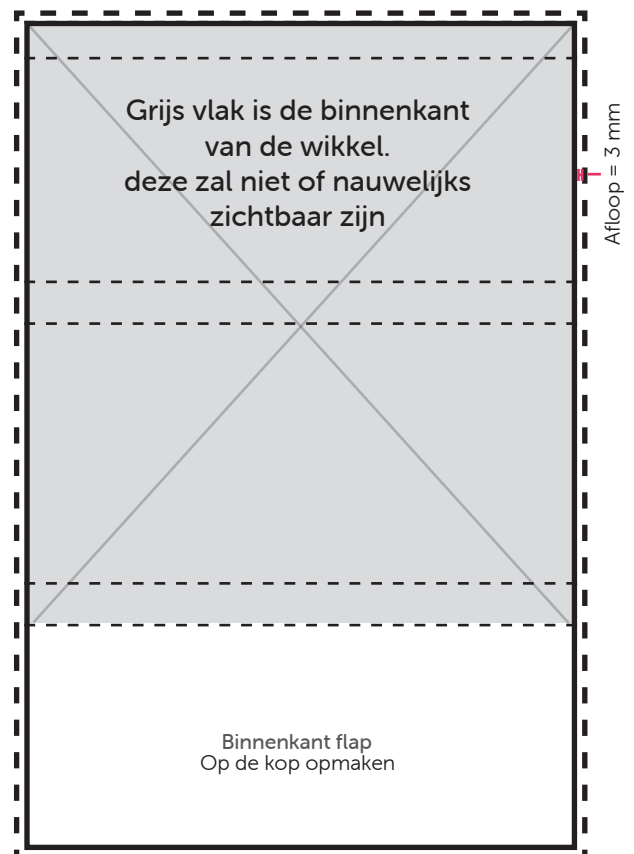 Grijs vlak is de binnenkant
van de wikkel.
deze zal niet of nauwelijks
zichtbaar zijn
Afloop = 3 mm
Binnenkant flap
Op de kop opmaken